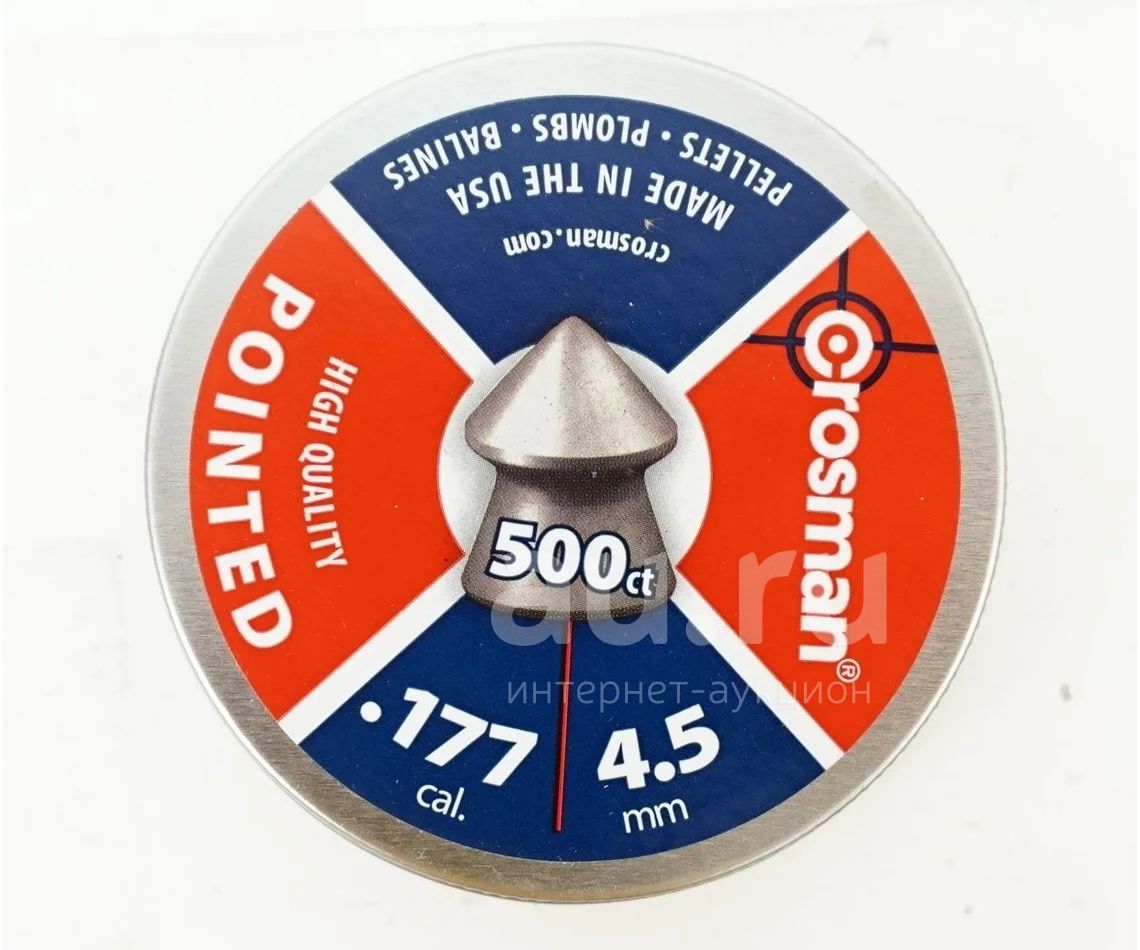 PELLETS • PLOMBS • BALINES
MADE IN THE USA
crosman.com
POINTED
HIGH QUALITY
crosman®
500ct
.177
cal.
4.5
mm
au.ru
интернет-аукцион